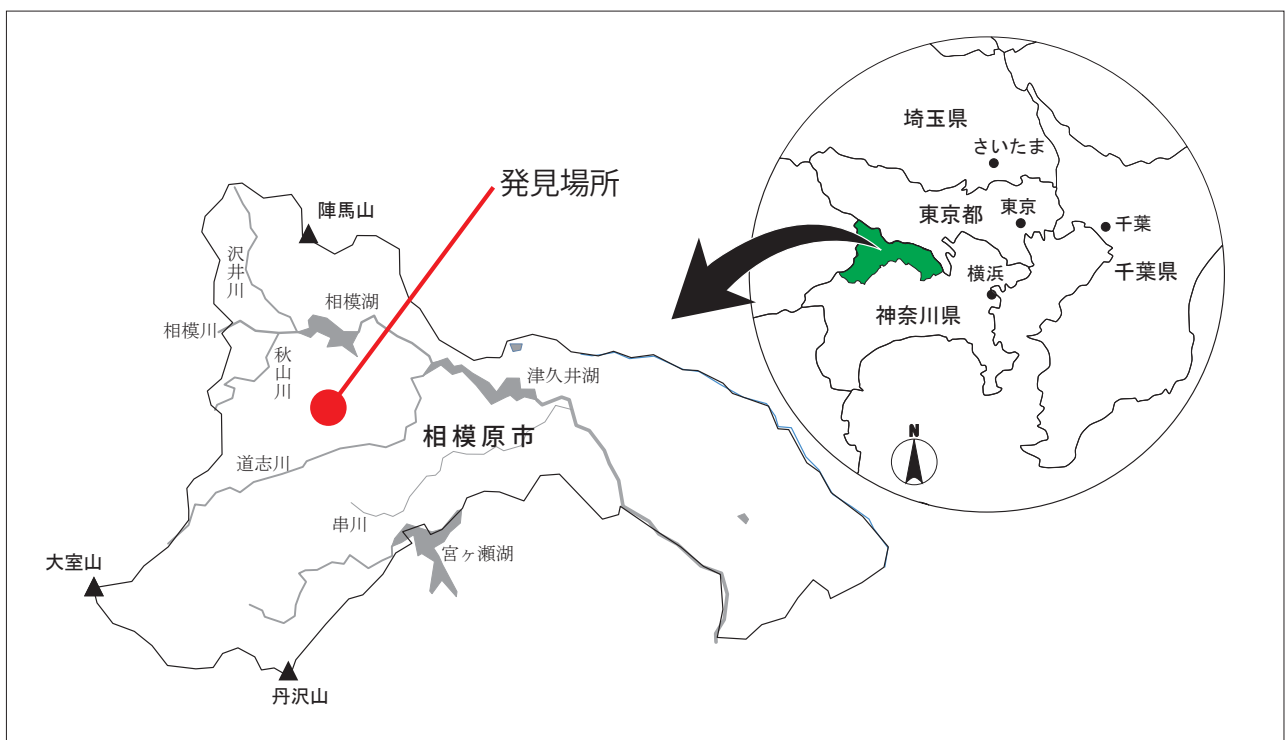 発見場所
陣馬山
沢井川
相模湖
相模川
秋山川
津久井湖
相模原市
道志川
串川
宮ヶ瀬湖
大室山
丹沢山
埼玉県
さいたま
東京都
東京
千葉
千葉県
横浜
神奈川県
N